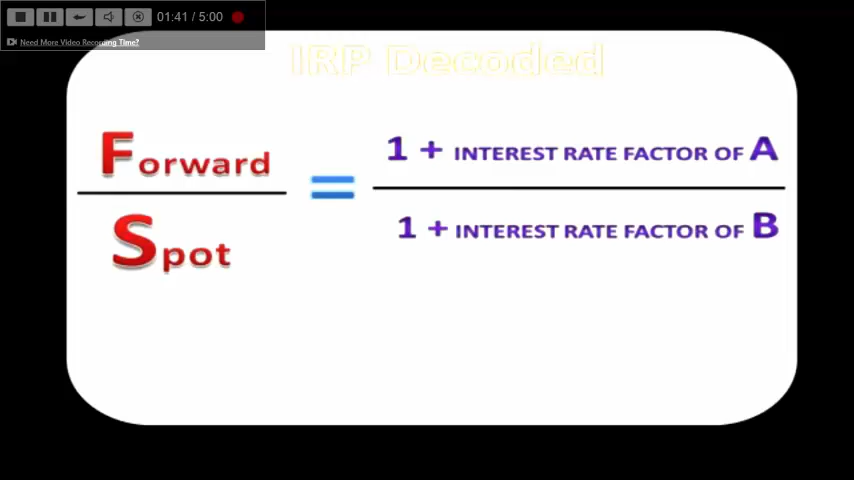 01:41 / 5:00
Need More Video Recording Time?
IRP Decoded
Forward
Spot
=
1 + INTEREST RATE FACTOR OF A
1 + INTEREST RATE FACTOR OF B